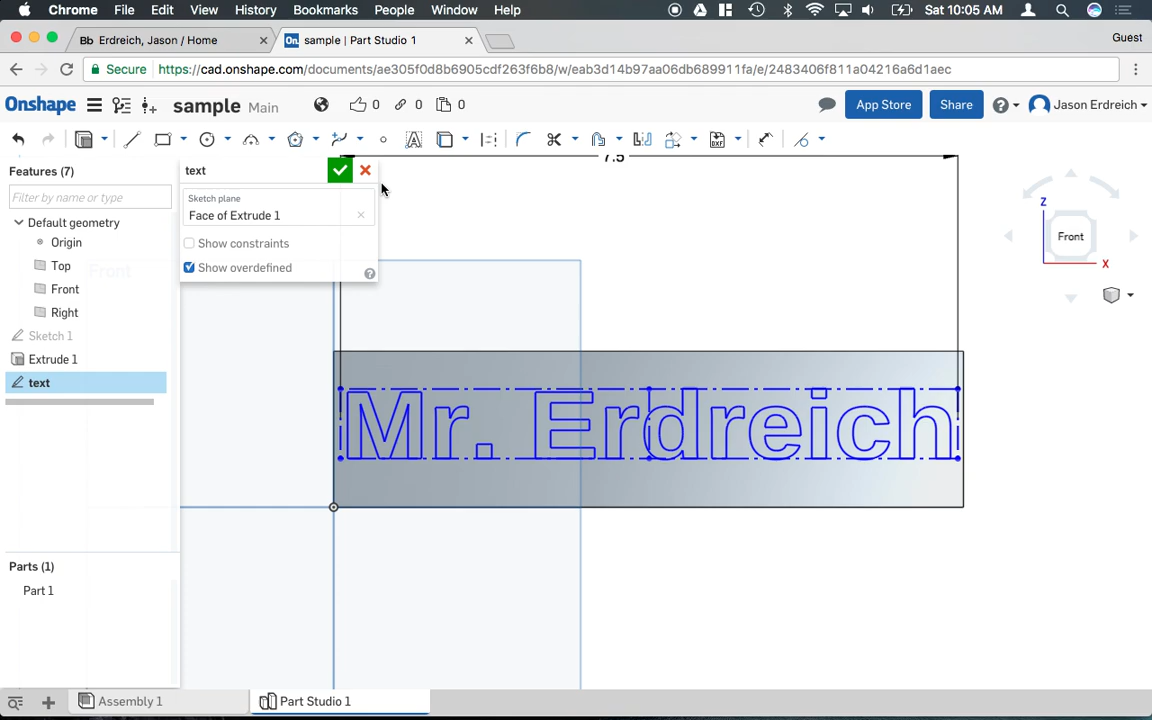 Chrome File Edit View History Bookmarks People Window Help Sat 10:05 AM
Bb Erdreich, Jason / Home
On. sample | Part Studio 1
Guest
Secure https://cad.onshape.com/documents/ae305f0d8b6905cdf263f6b8/w/eab3d14b97aa06db689911fa/e/2483406f811a04216a6d1aec
Onshape sample Main 0 0 0 App Store Share Jason Erdreich
DXF
Features (7)
Filter by name or type
Default geometry
Origin
Top
Front
Right
Sketch 1
Extrude 1
text
text
Sketch plane
Face of Extrude 1
Show constraints
Show overdefined
7.5
Front
Z
Front
X
Mr. Erdreich
Parts (1)
Part 1
Assembly 1
Part Studio 1